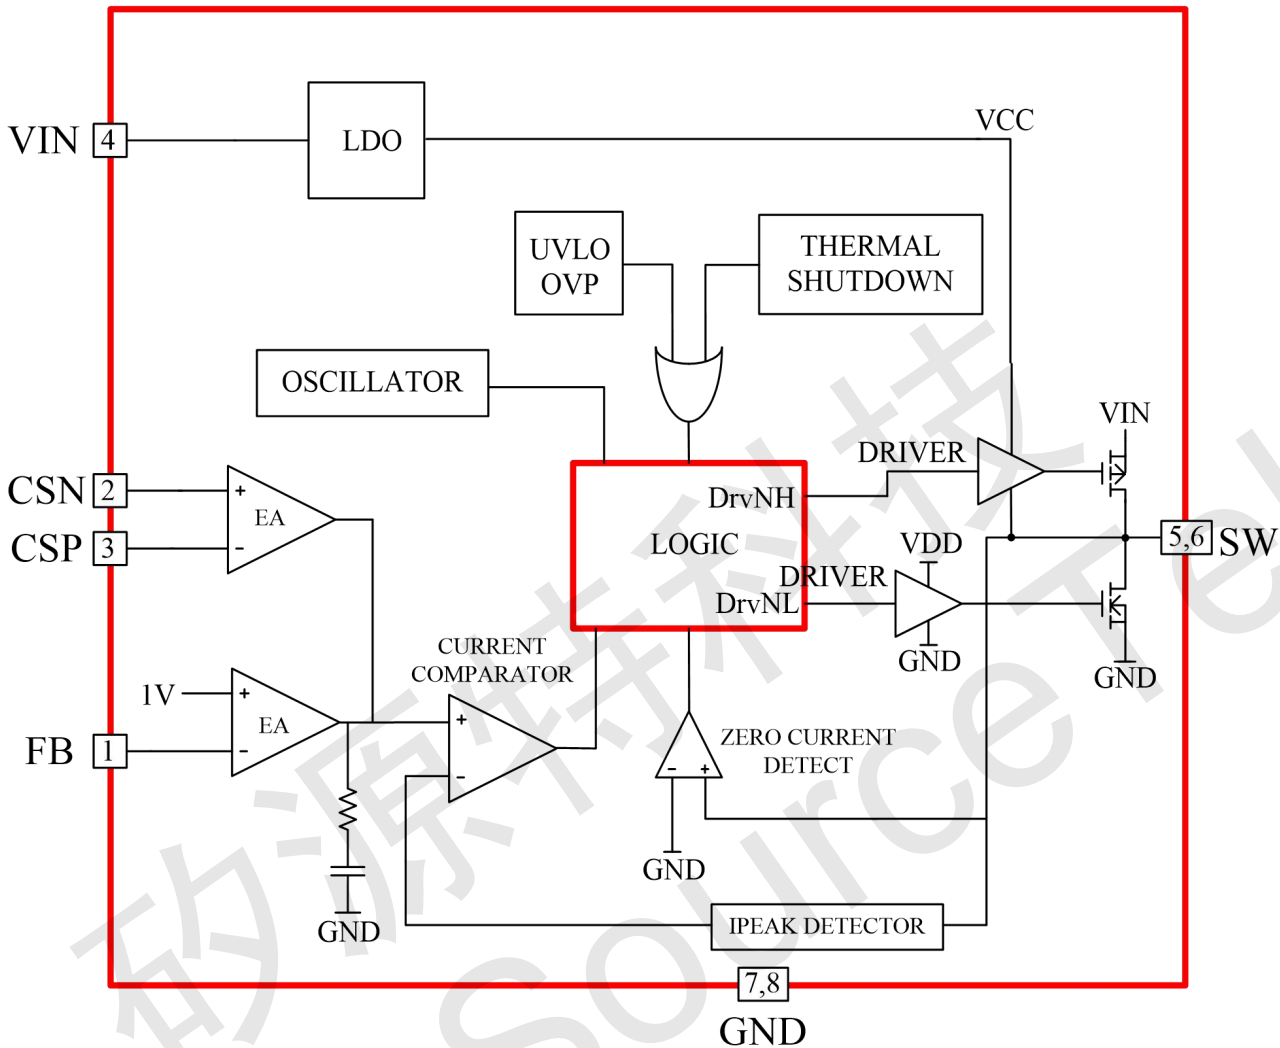 VIN 4
LDO
VCC
UVLO
OVP
THERMAL
SHUTDOWN
OSCILLATOR
VIN
CSN 2
+
EA
CSP 3
-
DRIVER
DrvNH
LOGIC
5,6 SW
VDD
DRIVER
DrvNL
GND
GND
CURRENT
COMPARATOR
1V
+
EA
FB 1
-
+
-
ZERO CURRENT
DETECT
- +
GND
GND
IPEAK DETECTOR
7,8
GND
矽源特科技
Source Te